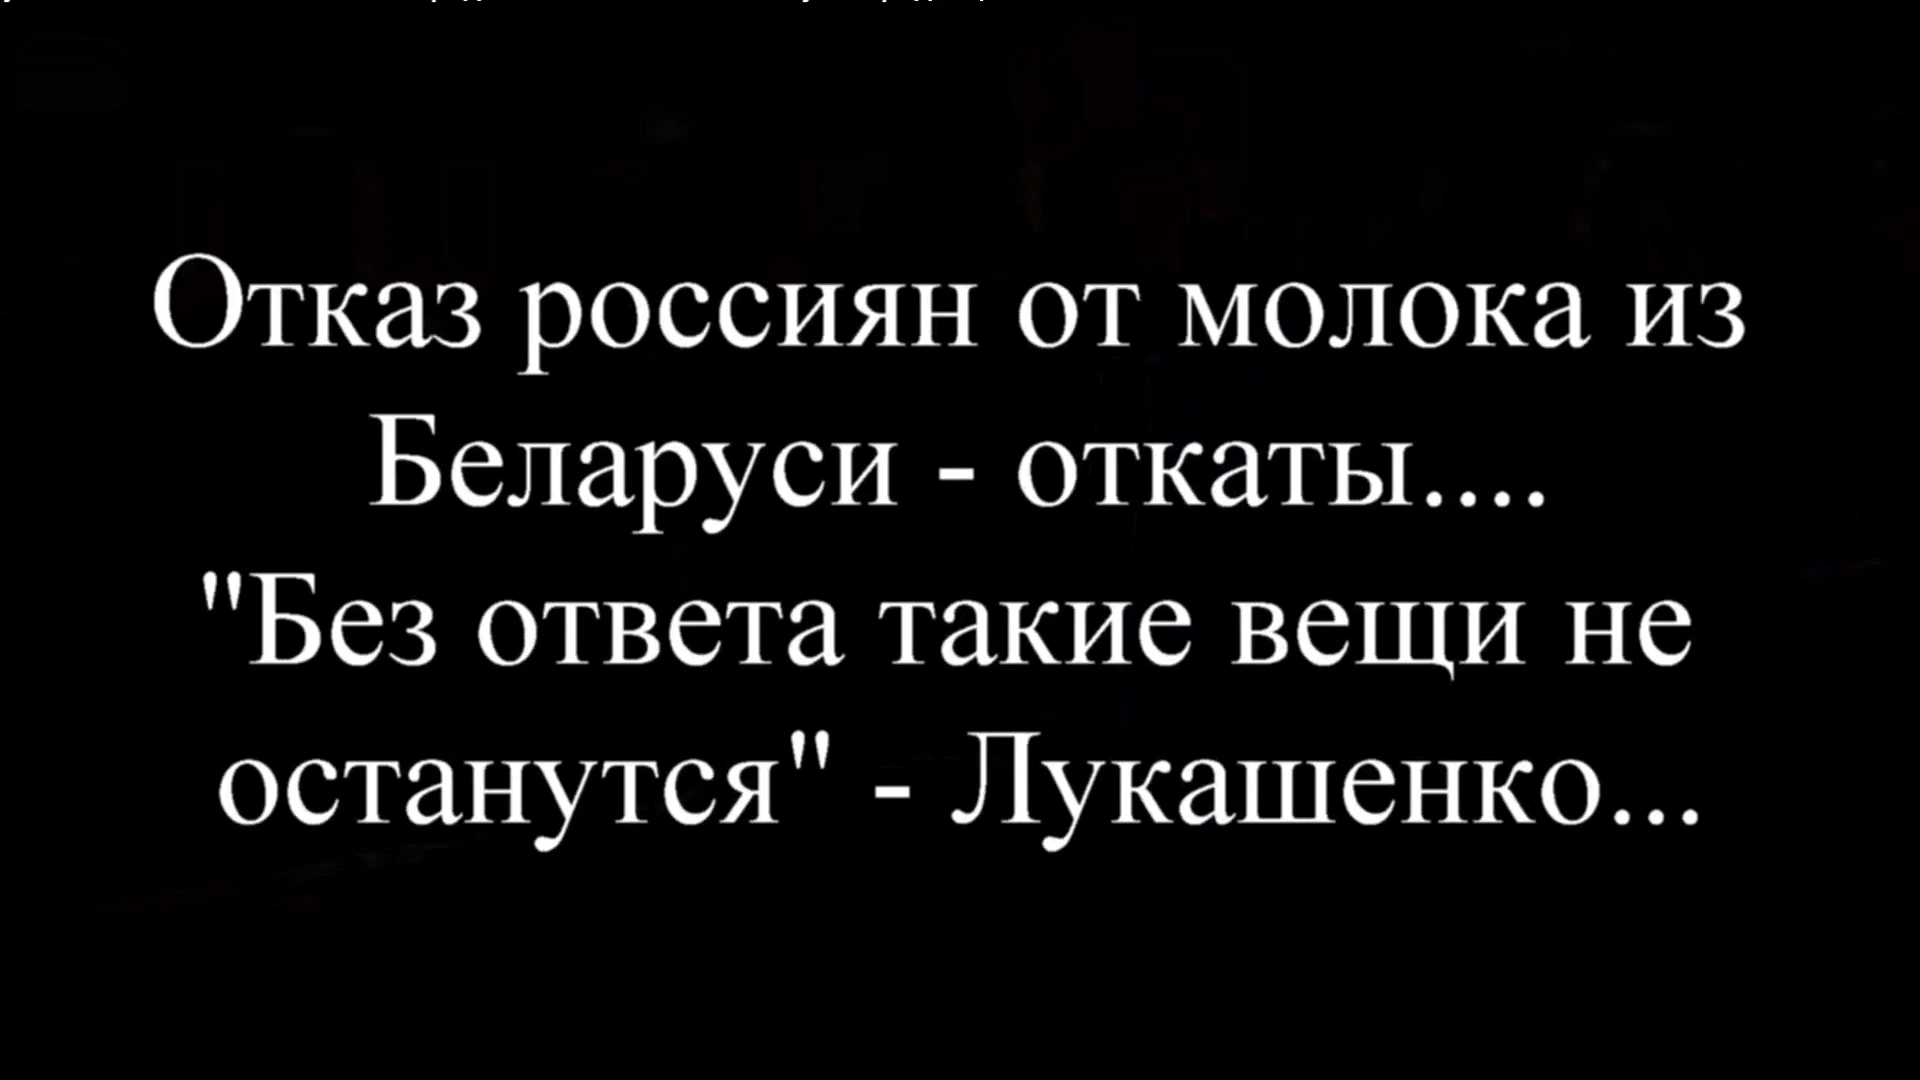 Отказ россиян от молока из
Беларуси - откаты....
"Без ответа такие вещи не
останутся" - Лукашенко...